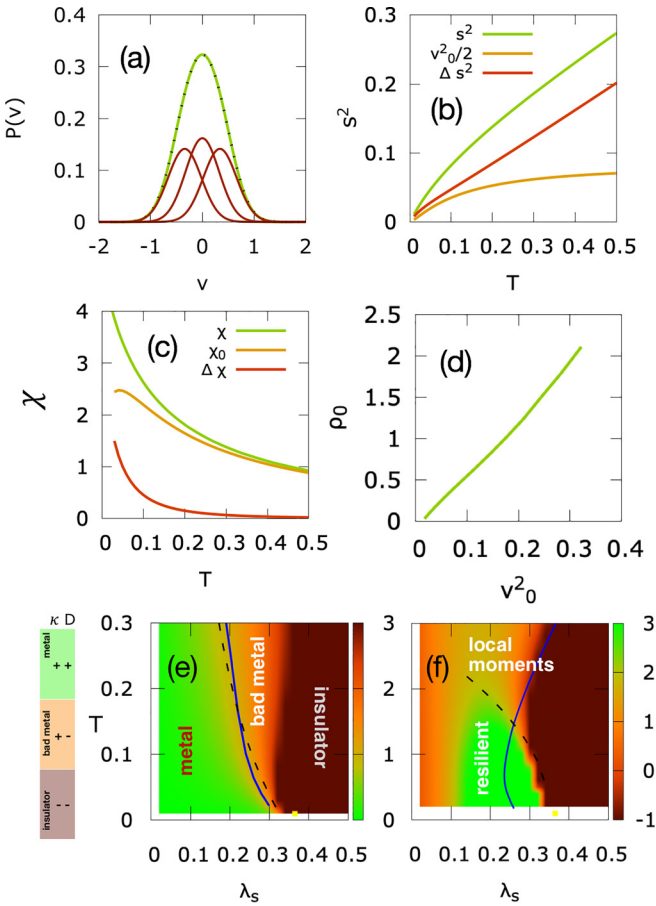 (a)
P(v)
0.4
0.3
0.2
0.1
0
-2 -1 0 1 2
v
(b)
s²
0.3
0.2
0.1
0
0 0.1 0.2 0.3 0.4 0.5
T
s²
v²₀/2
Δ s²
(c)
χ
4
3
2
1
0
0 0.1 0.2 0.3 0.4 0.5
T
χ
χ₀
Δ χ
(d)
ρ₀
2.5
2
1.5
1
0.5
0
0 0.1 0.2 0.3 0.4
v²₀
κ D
metal + +
bad metal + -
insulator - -
(e)
T
0.3
0.2
0.1
0
0 0.1 0.2 0.3 0.4 0.5
λₛ
metal
bad metal
insulator
(f)
3
2
1
0
0 0.1 0.2 0.3 0.4 0.5
λₛ
local
moments
resilient
3
2
1
0
-1